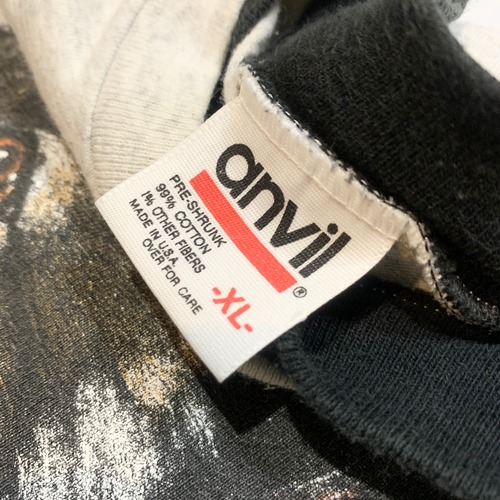 anvil®
PRE-SHRUNK
99% COTTON
1% OTHER FIBERS
MADE IN U.S.A.
OVER FOR CARE
-XL-